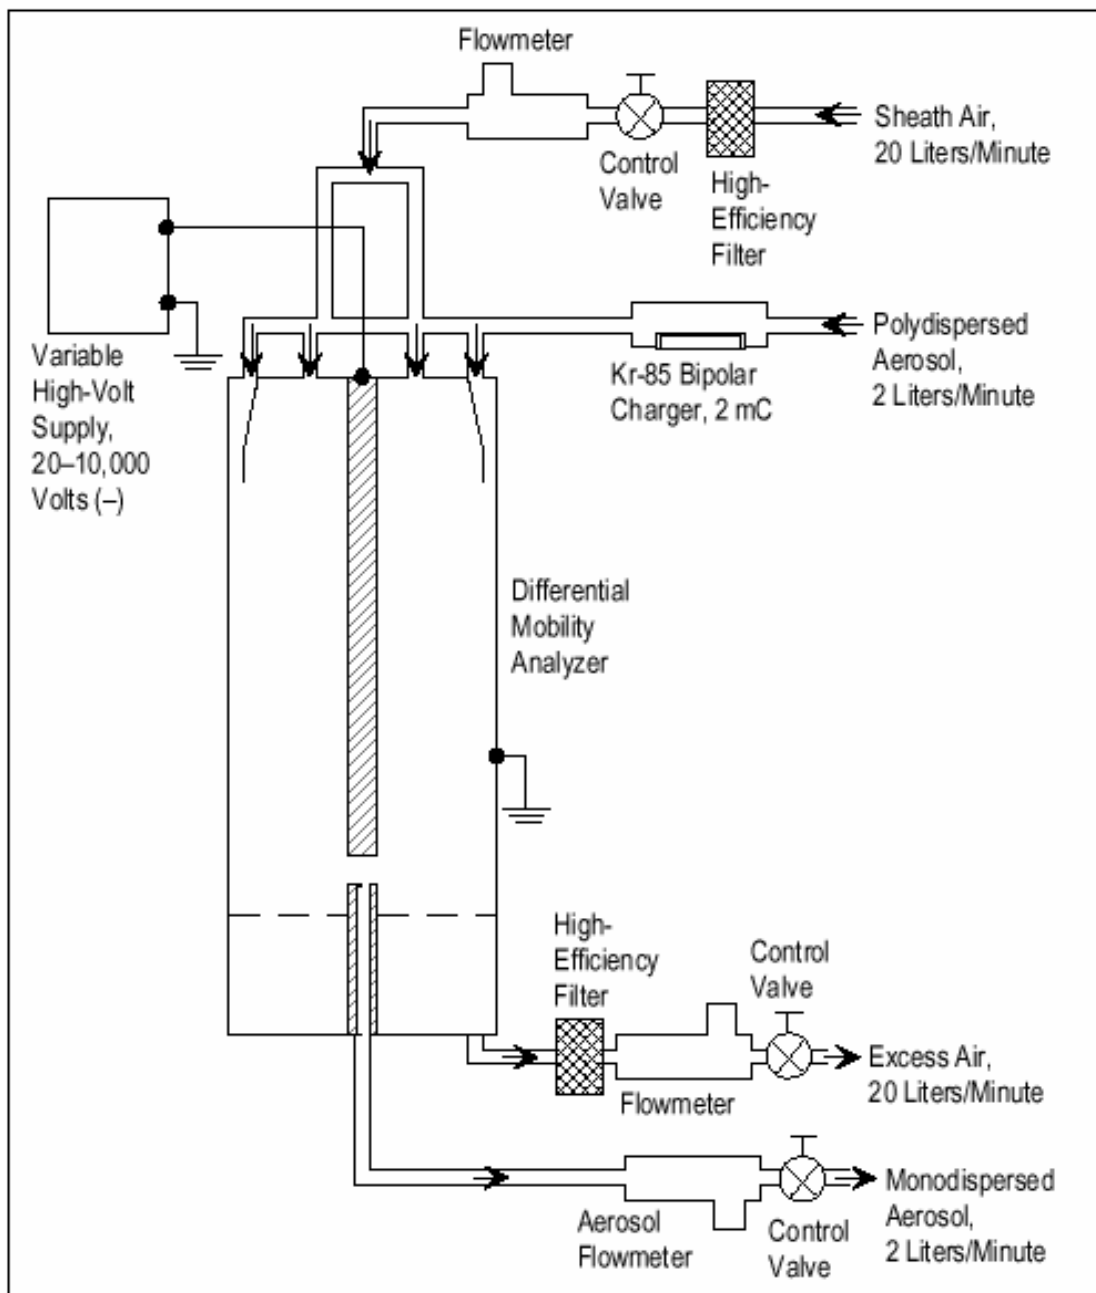 Flowmeter
Sheath Air,
20 Liters/Minute
Control
Valve
High-
Efficiency
Filter
Variable
High-Volt
Supply,
20–10,000
Volts (–)
Kr-85 Bipolar
Charger, 2 mC
Polydispersed
Aerosol,
2 Liters/Minute
Differential
Mobility
Analyzer
High-
Efficiency
Filter
Control
Valve
Flowmeter
Excess Air,
20 Liters/Minute
Aerosol
Flowmeter
Control
Valve
Monodispersed
Aerosol,
2 Liters/Minute